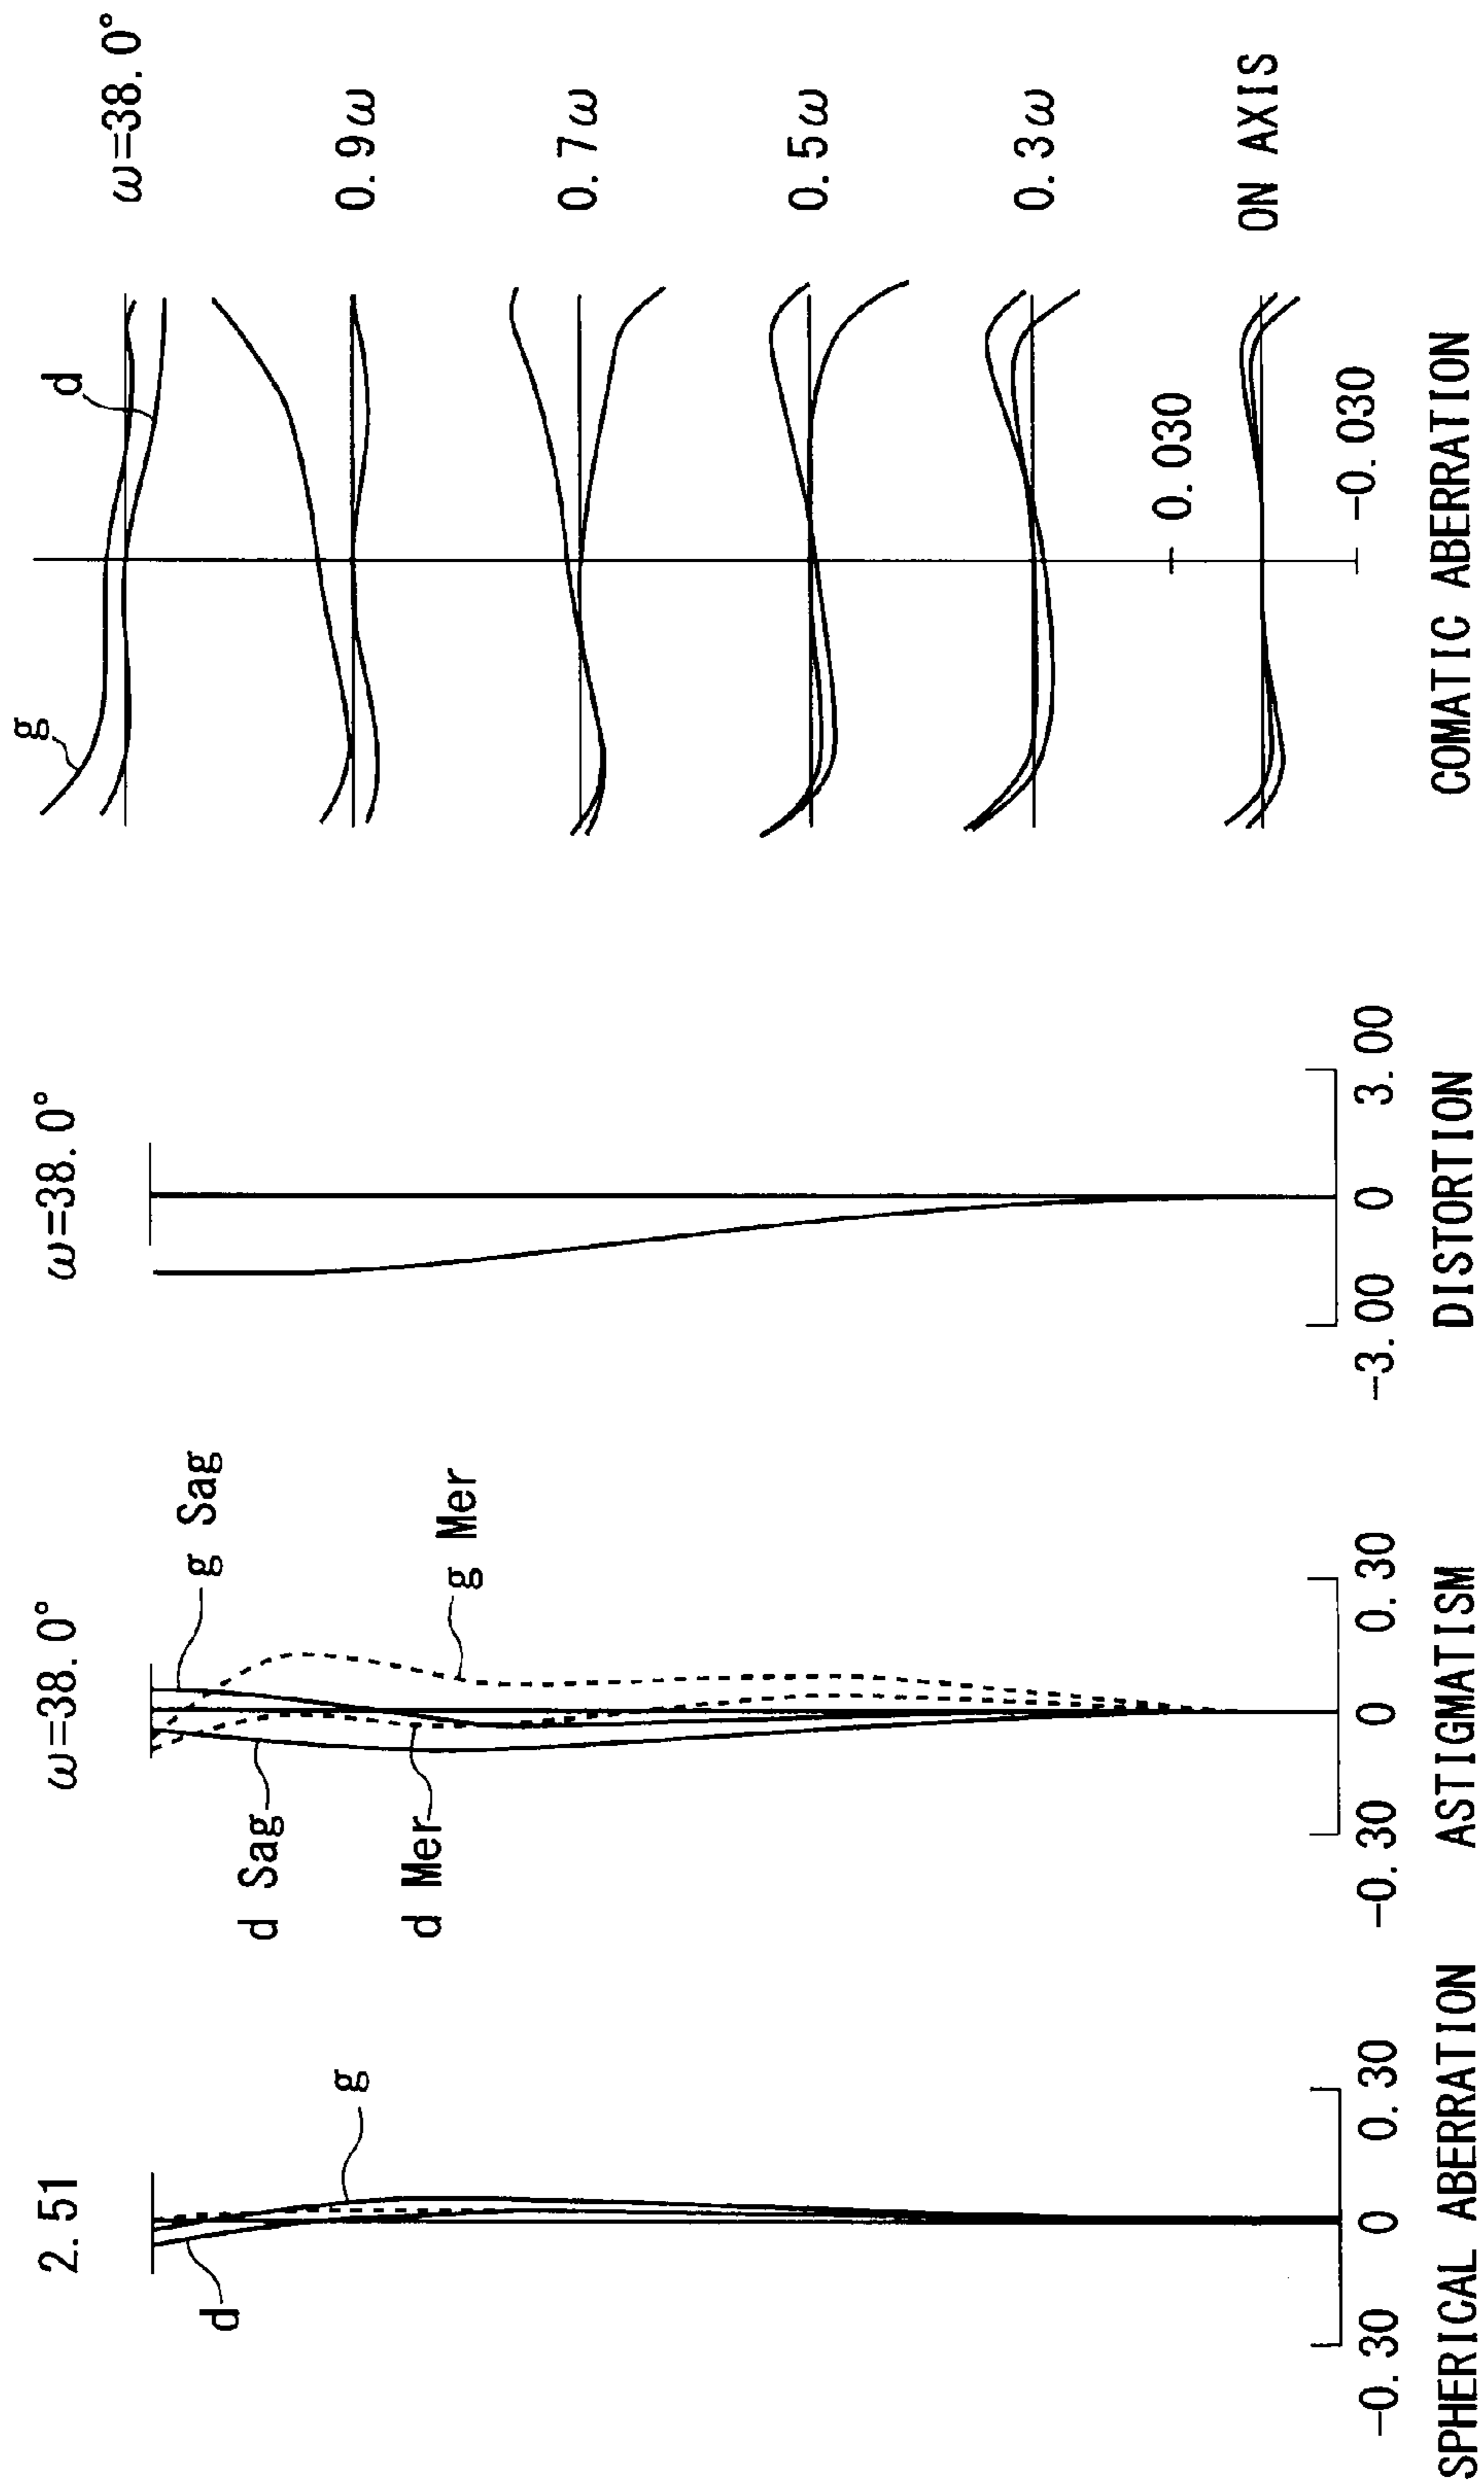 2.51
d
g
-0.30
0
0.30
SPHERICAL ABERRATION
ω=38.0°
g Sag
d Sag
g Mer
d Mer
-0.30
0
0.30
ASTIGMATISM
ω=38.0°
-3.00
0
3.00
DISTORTION
g
d
ω=38.0°
0.9ω
0.7ω
0.5ω
0.3ω
0.030
ON AXIS
-0.030
COMATIC ABERRATION